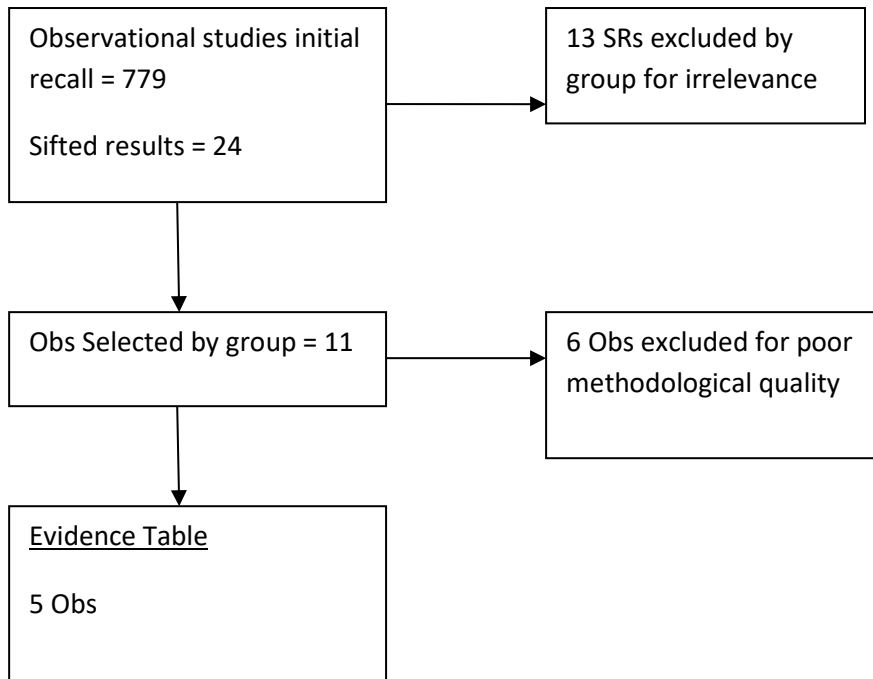 Observational studies initial
recall = 779
Sifted results = 24
13 SRs excluded by
group for irrelevance
Obs Selected by group = 11
6 Obs excluded for poor
methodological quality
Evidence Table
5 Obs